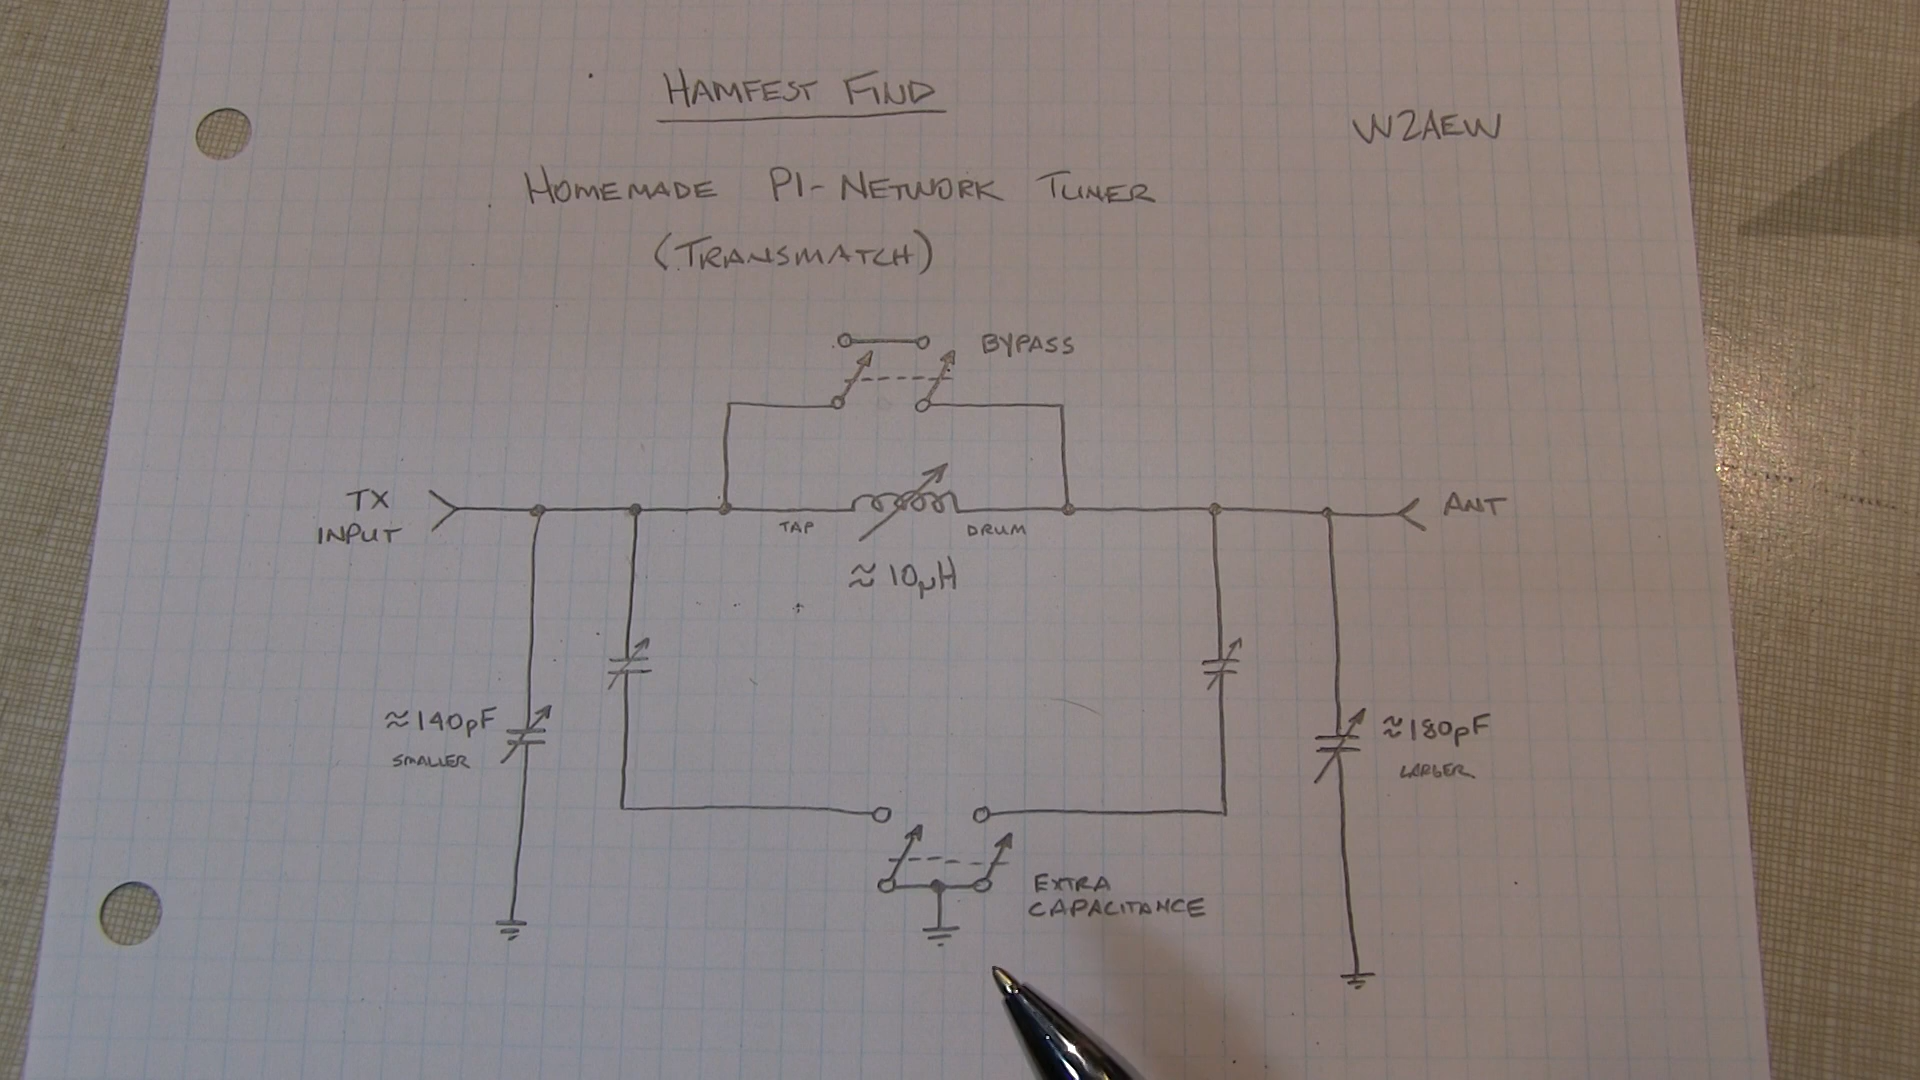 HAMFEST FIND
W2AEW
HOMEMADE PI-NETWORK TUNER
(TRANSMATCH)
BYPASS
TX
INPUT
TAP
DRUM
ANT
≈10μH
≈140pF
SMALLER
≈180pF
LARGER
EXTRA
CAPACITANCE